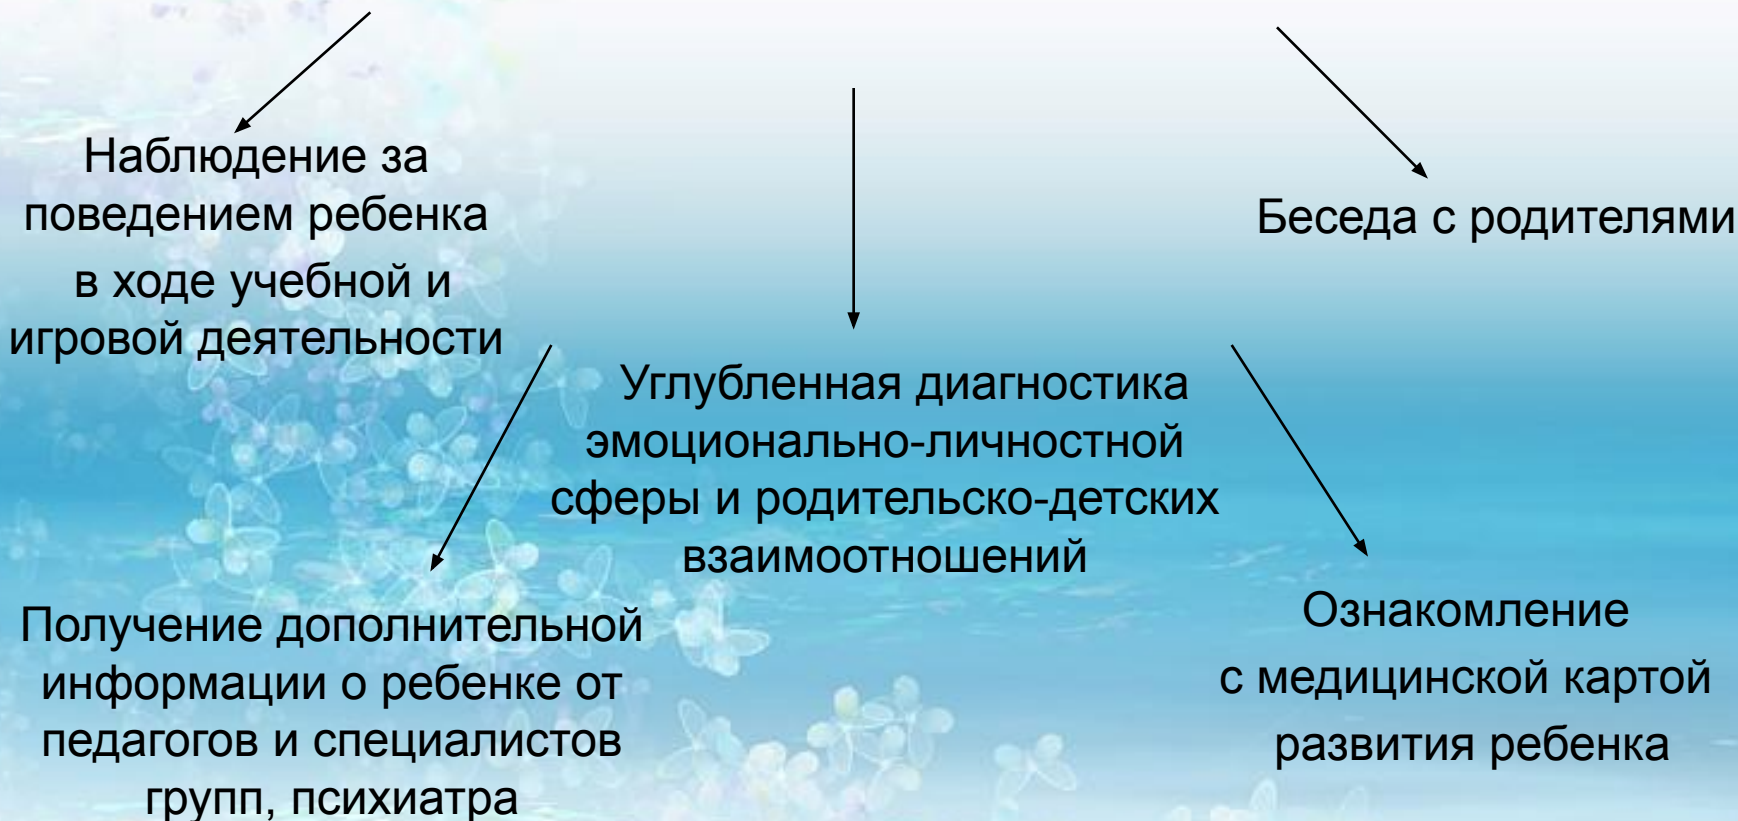 Наблюдение за
поведением ребенка
в ходе учебной и
игровой деятельности
Беседа с родителями
Углубленная диагностика
эмоционально-личностной
сферы и родительско-детских
взаимоотношений
Получение дополнительной
информации о ребенке от
педагогов и специалистов
групп, психиатра
Ознакомление
с медицинской картой
развития ребенка